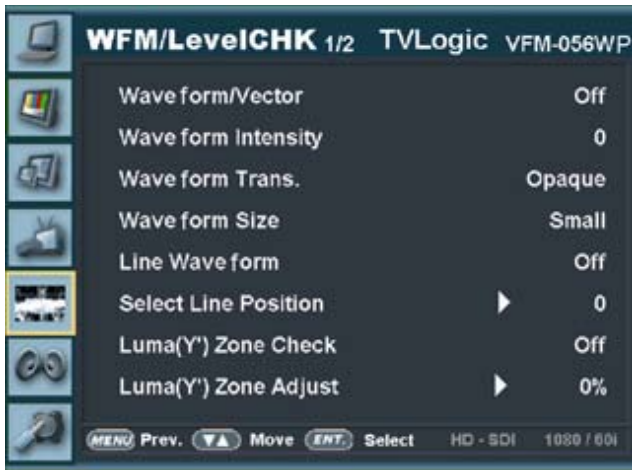 WFM/LevelCHK 1/2 TVLogic VFM-056WP
Wave form/Vector Off
Wave form Intensity 0
Wave form Trans. Opaque
Wave form Size Small
Line Wave form Off
Select Line Position 0
Luma(Y') Zone Check Off
Luma(Y') Zone Adjust 0%
MENU Prev. ▼▲ Move ENT. Select HD - SDI 1080 / 60i